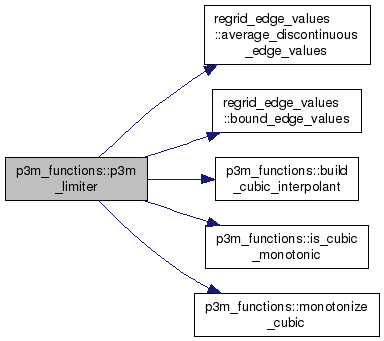 regrid_edge_values
::average_discontinuous
_edge_values
regrid_edge_values
::bound_edge_values
p3m_functions::p3m
_limiter
p3m_functions::build
_cubic_interpolant
p3m_functions::is_cubic
_monotonic
p3m_functions::monotonize
_cubic